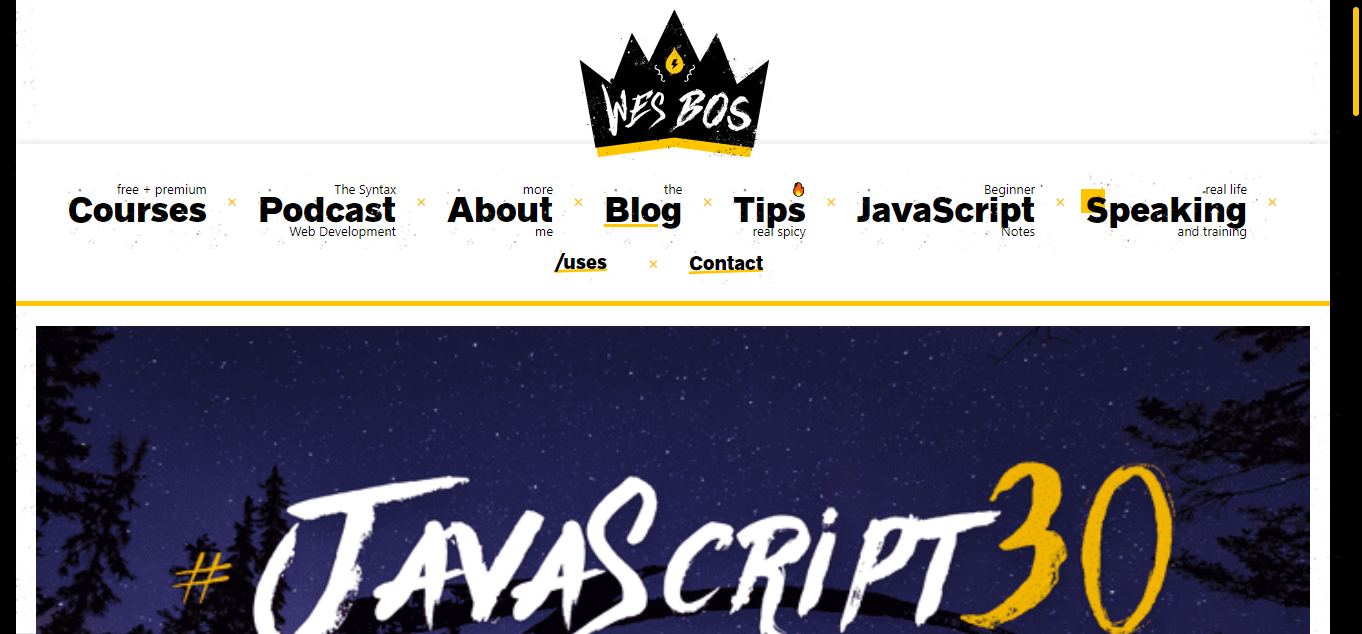 WES BOS
free + premium
Courses
×
The Syntax
Podcast
Web Development
×
more
About
me
×
the
Blog
×
🔥
Tips
real spicy
×
Beginner
JavaScript
Notes
×
real life
Speaking
and training
×
/uses
×
Contact
#JAVASCRIPT30